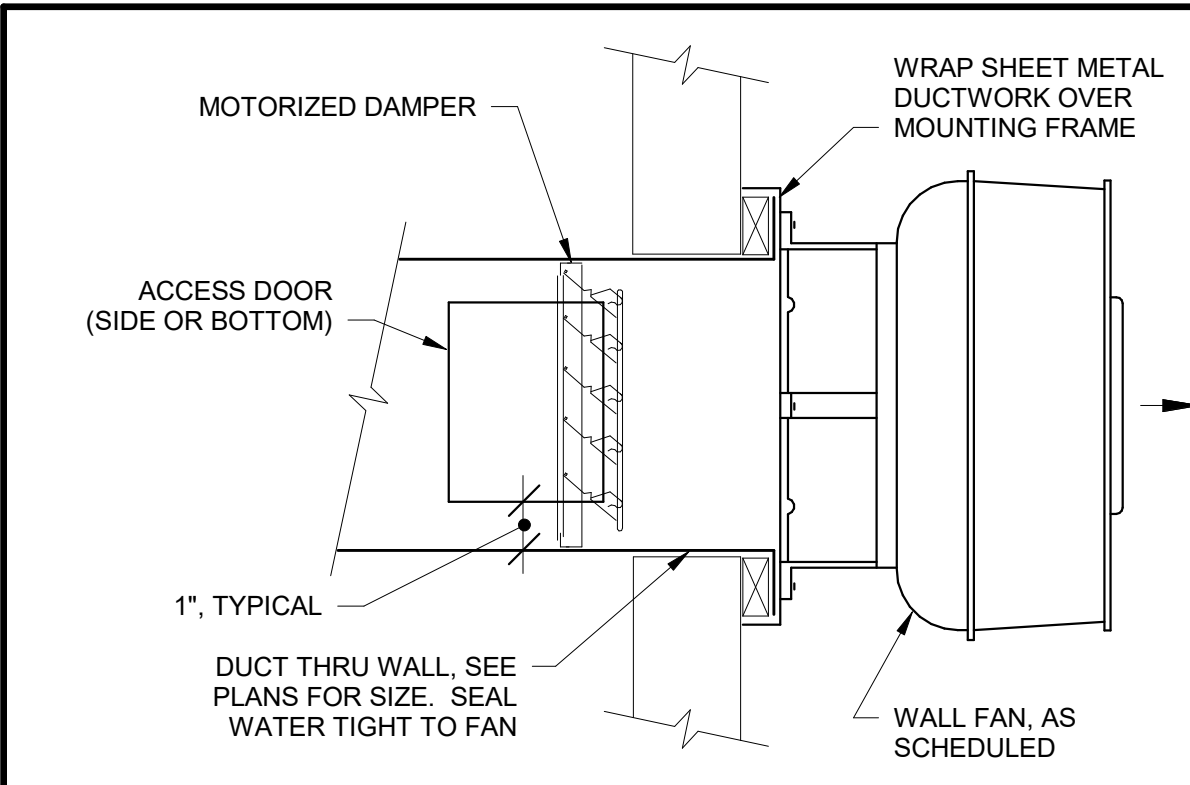 MOTORIZED DAMPER
WRAP SHEET METAL
DUCTWORK OVER
MOUNTING FRAME
ACCESS DOOR
(SIDE OR BOTTOM)
1", TYPICAL
DUCT THRU WALL, SEE
PLANS FOR SIZE.  SEAL
WATER TIGHT TO FAN
WALL FAN, AS
SCHEDULED